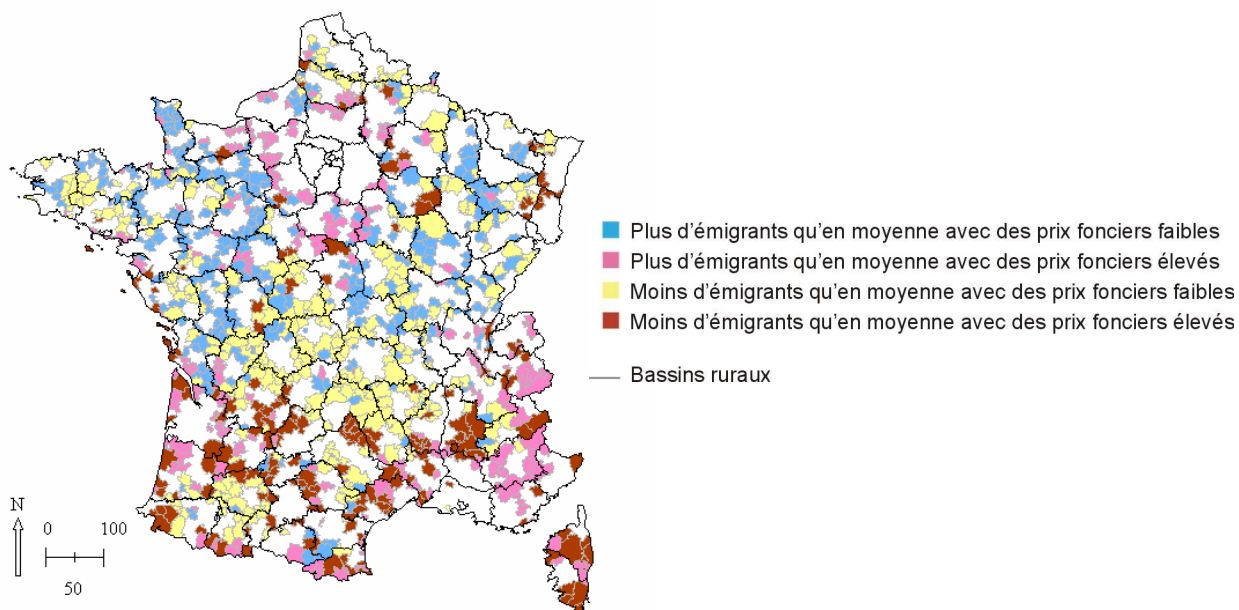 Plus d'émigrants qu'en moyenne avec des prix fonciers faibles
Plus d'émigrants qu'en moyenne avec des prix fonciers élevés
Moins d'émigrants qu'en moyenne avec des prix fonciers faibles
Moins d'émigrants qu'en moyenne avec des prix fonciers élevés
Bassins ruraux
N
0 100
50